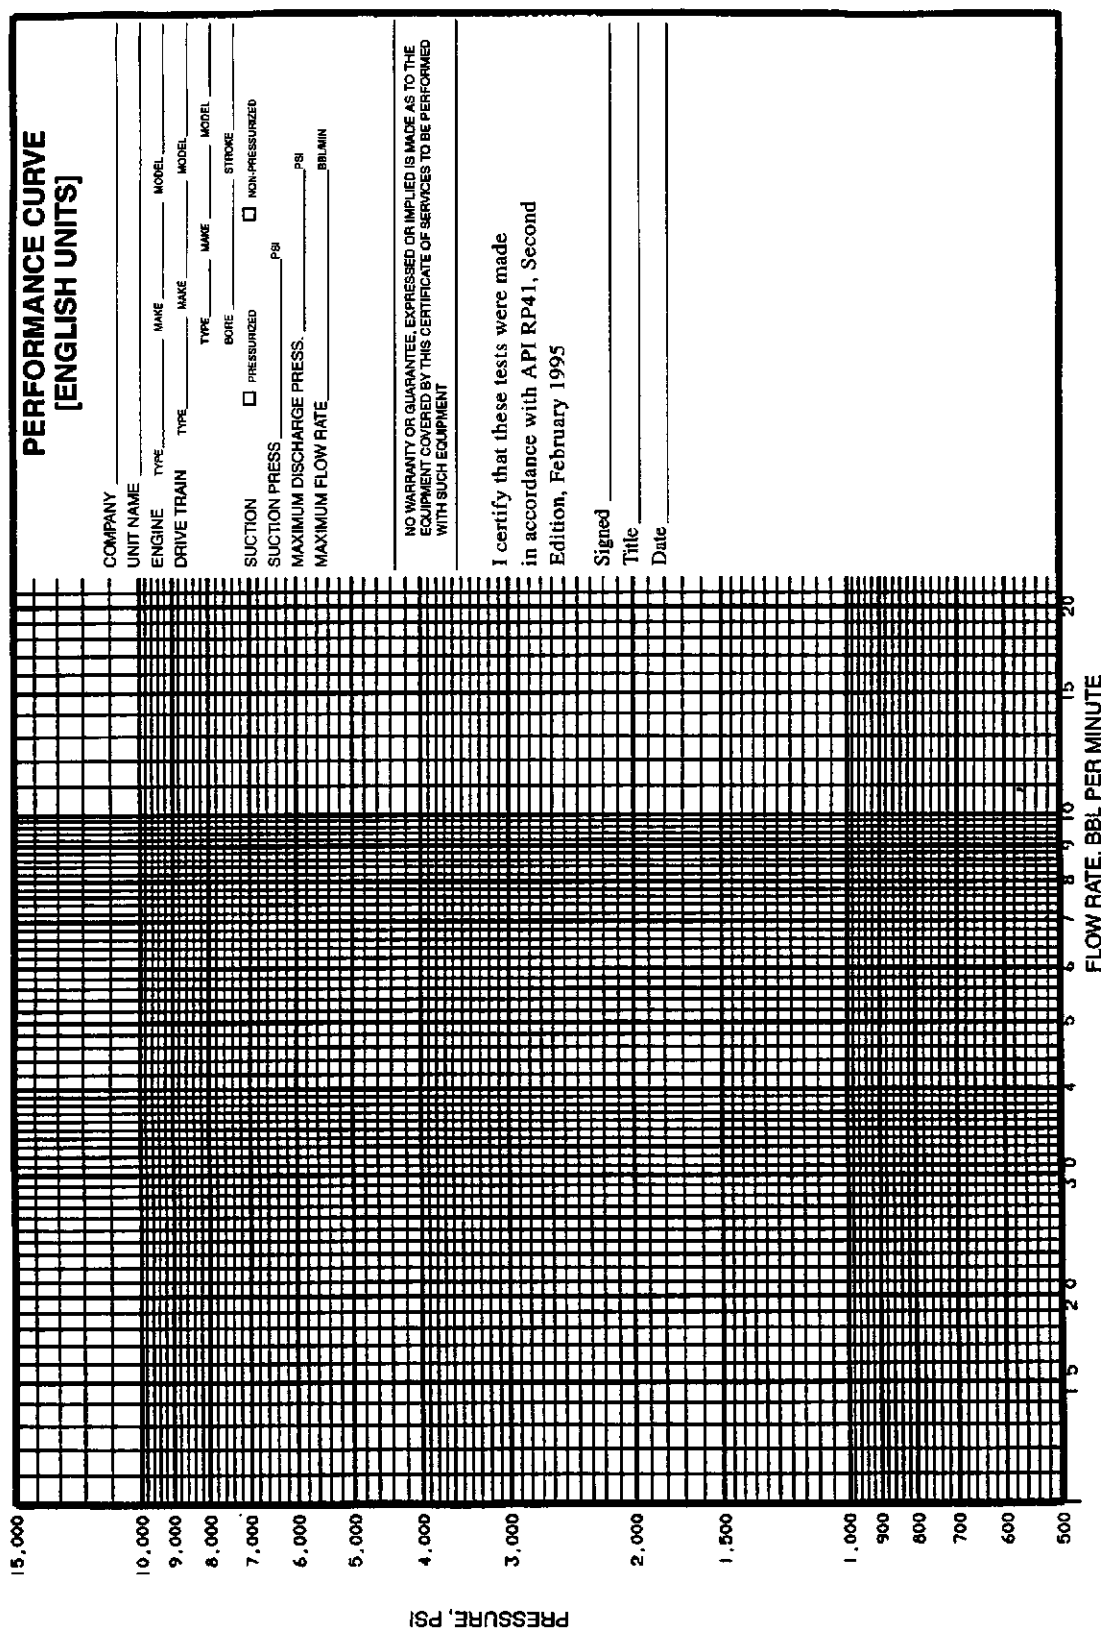 PERFORMANCE CURVE
[ENGLISH UNITS]
COMPANY
UNIT NAME
ENGINE TYPE MAKE MODEL
DRIVE TRAIN TYPE MAKE MODEL
TYPE MAKE MODEL
BORE STROKE
SUCTION PRESSURIZED NON-PRESSURIZED
SUCTION PRESS PSI
MAXIMUM DISCHARGE PRESS. PSI
MAXIMUM FLOW RATE BBL/MIN
NO WARRANTY OR GUARANTEE, EXPRESSED OR IMPLIED IS MADE AS TO THE
EQUIPMENT COVERED BY THIS CERTIFICATE OF SERVICES TO BE PERFORMED
WITH SUCH EQUIPMENT
I certify that these tests were made
in accordance with API RP41, Second
Edition, February 1995
Signed
Title
Date
PRESSURE, PSI
15,000
10,000
9,000
8,000
7,000
6,000
5,000
4,000
3,000
2,000
1,500
1,000
900
800
700
600
500
1
1 5
2 0
3 0
4
5
6
7
8
9
10
15
20
FLOW RATE, BBL PER MINUTE